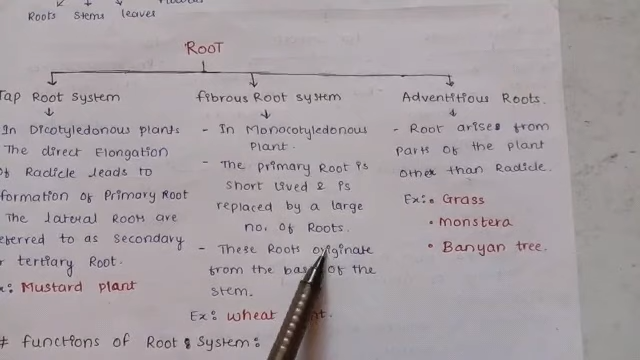 Roots Stems leaves
ROOT
Tap Root System
In Dicotyledonous plants
The direct Elongation
of Radicle leads to
formation of Primary Root
The lateral Roots are
referred to as Secondary
or tertiary Root.
Ex: Mustard plant
fibrous Root system
- In Monocotyledonous
Plant.
- The primary Root is
short lived & is
replaced by a large
no. of Roots.
- These Roots originate
from the base of the
stem.
Ex: wheat
Adventitious Roots.
- Root arises from
parts of the plant
other than Radicle.
Ex: • Grass
• monstera
• Banyan tree.
# functions of Root System: